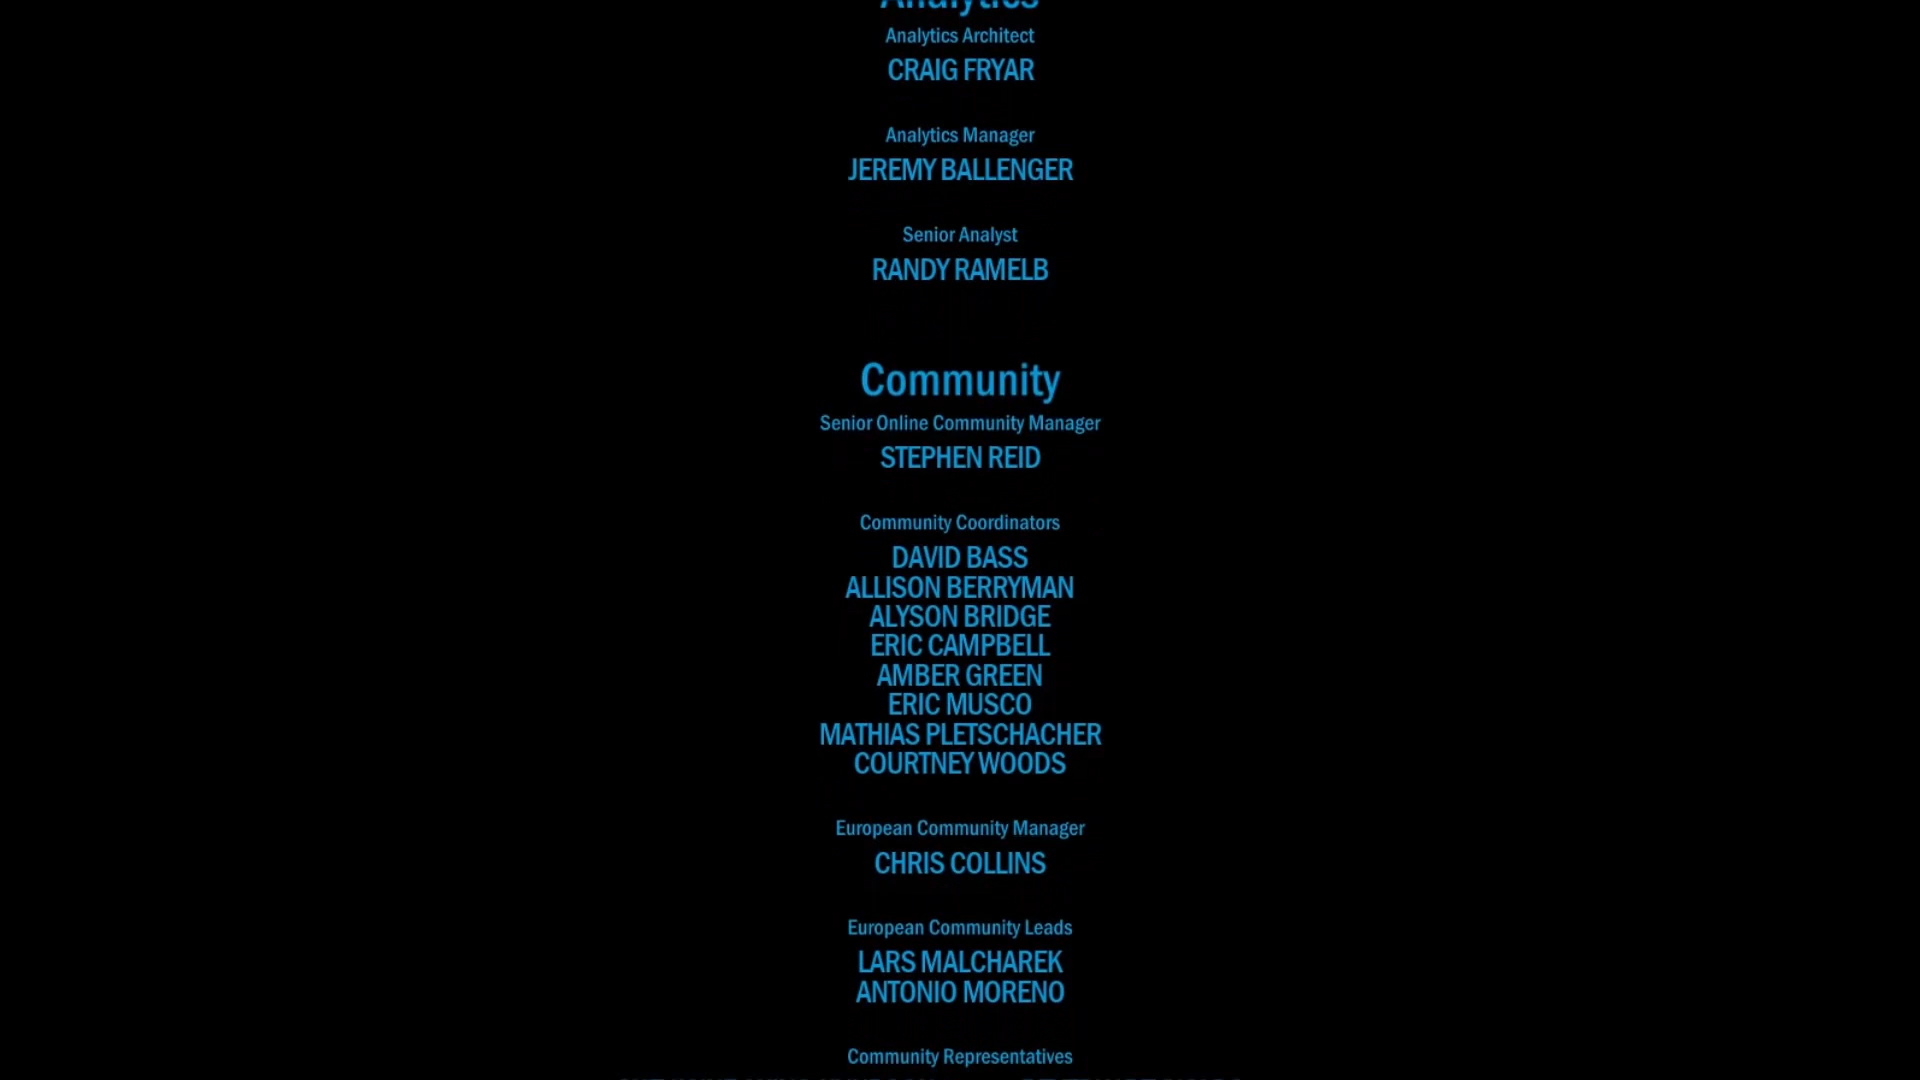 Analytics
Analytics Architect
CRAIG FRYAR
Analytics Manager
JEREMY BALLENGER
Senior Analyst
RANDY RAMELB
Community
Senior Online Community Manager
STEPHEN REID
Community Coordinators
DAVID BASS
ALLISON BERRYMAN
ALYSON BRIDGE
ERIC CAMPBELL
AMBER GREEN
ERIC MUSCO
MATHIAS PLETSCHACHER
COURTNEY WOODS
European Community Manager
CHRIS COLLINS
European Community Leads
LARS MALCHAREK
ANTONIO MORENO
Community Representatives